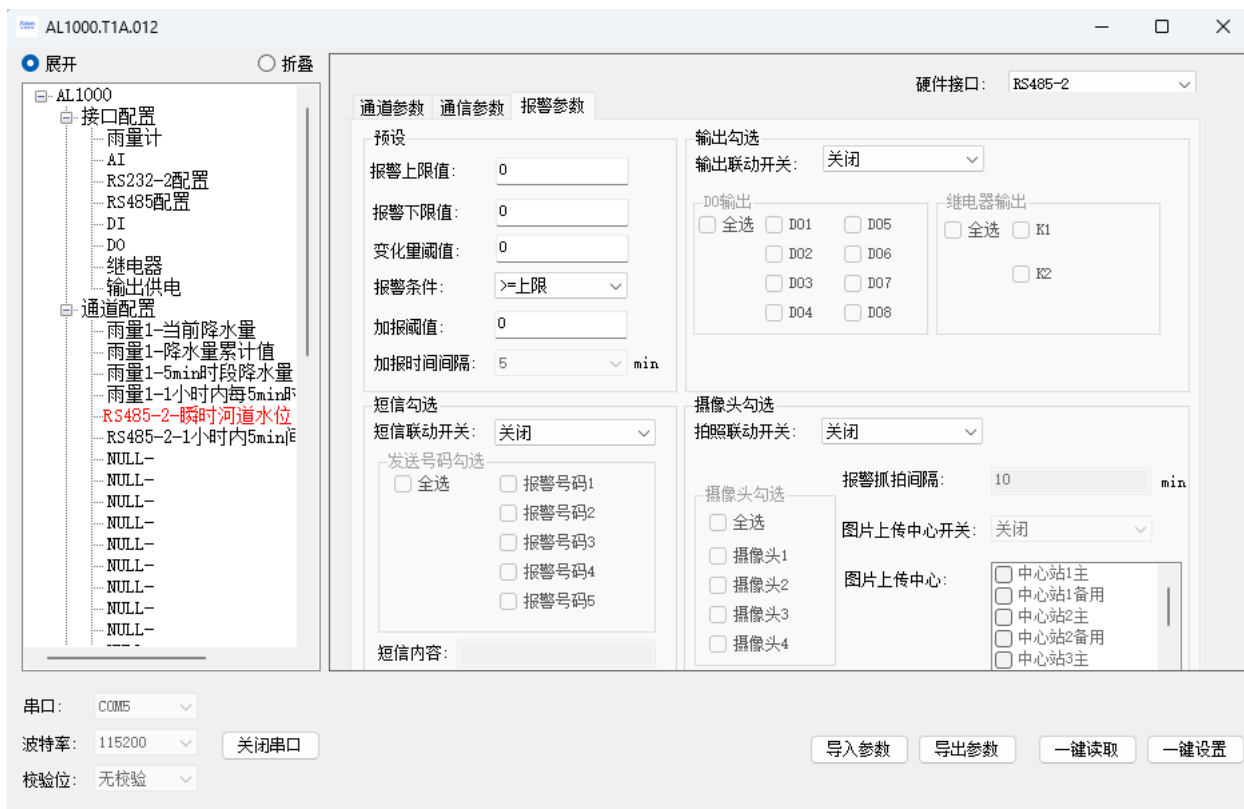 AL1000.T1A.012
展开
折叠
AL1000
接口配置
雨量计
AI
RS232-2配置
RS485配置
DI
DO
继电器
输出供电
通道配置
雨量1-当前降水量
雨量1-降水量累计值
雨量1-5min时段降水量
雨量1-1小时内每5min时
RS485-2-瞬时河道水位
RS485-2-1小时内5min间
NULL-
NULL-
NULL-
NULL-
NULL-
NULL-
NULL-
NULL-
NULL-
硬件接口: RS485-2
通道参数 通信参数 报警参数
预设
报警上限值: 0
报警下限值: 0
变化量阈值: 0
报警条件: >=上限
加报阈值: 0
加报时间间隔: 5 min
输出勾选
输出联动开关: 关闭
DO输出
全选 DO1 DO5
DO2 DO6
DO3 DO7
DO4 DO8
继电器输出
全选 K1
K2
短信勾选
短信联动开关: 关闭
发送号码勾选
全选 报警号码1
报警号码2
报警号码3
报警号码4
报警号码5
短信内容:
摄像头勾选
拍照联动开关: 关闭
摄像头勾选
全选
摄像头1
摄像头2
摄像头3
摄像头4
报警抓拍间隔: 10 min
图片上传中心开关: 关闭
图片上传中心:
中心站1主
中心站1备用
中心站2主
中心站2备用
中心站3主
串口: COM5
波特率: 115200
关闭串口
校验位: 无校验
导入参数 导出参数 一键读取 一键设置